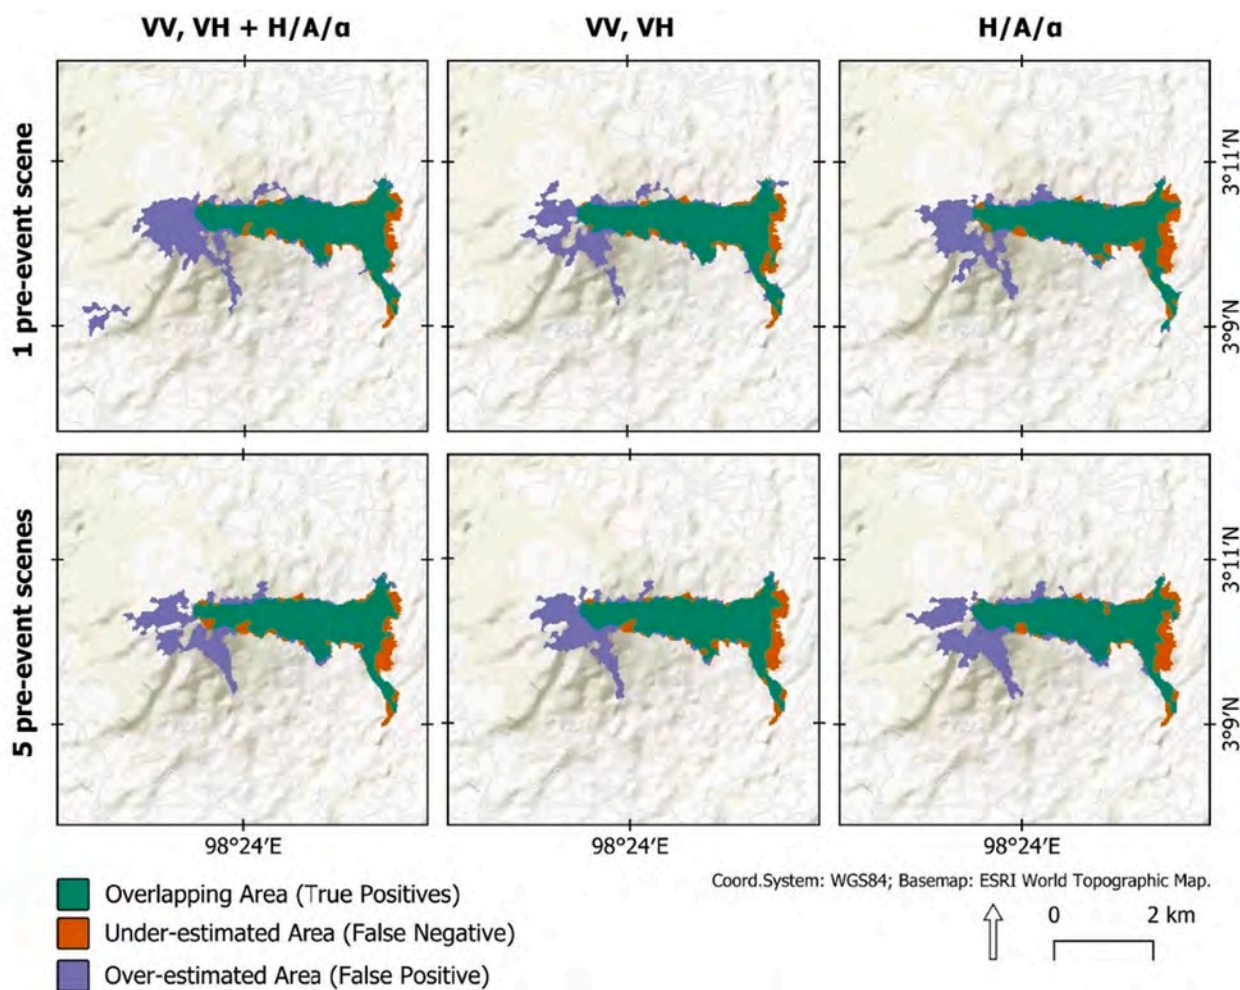 VV, VH + H/A/α
VV, VH
H/A/α
1 pre-event scene
3°11′N
3°9′N
5 pre-event scenes
3°11′N
3°9′N
98°24′E
98°24′E
98°24′E
Coord.System: WGS84; Basemap: ESRI World Topographic Map.
Overlapping Area (True Positives)
Under-estimated Area (False Negative)
Over-estimated Area (False Positive)
0
2 km